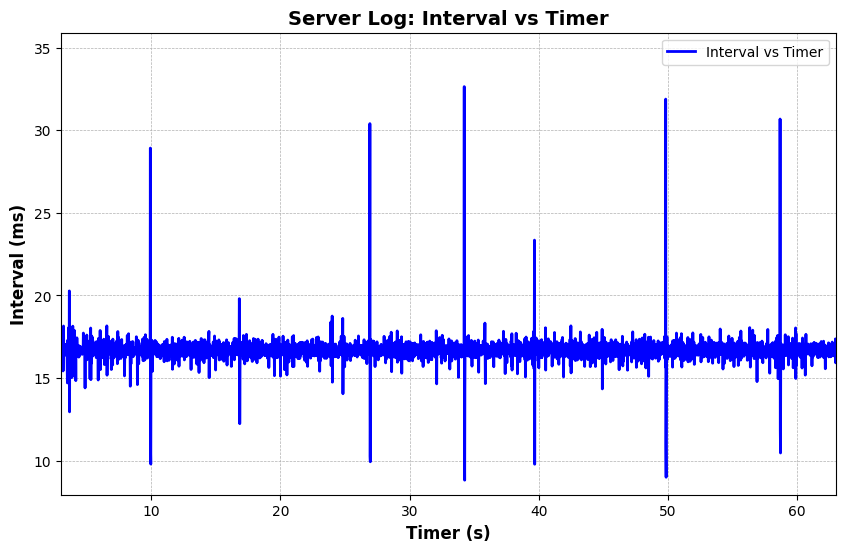 Server Log: Interval vs Timer
Interval vs Timer
35
30
25
20
15
10
Interval (ms)
10 20 30 40 50 60
Timer (s)